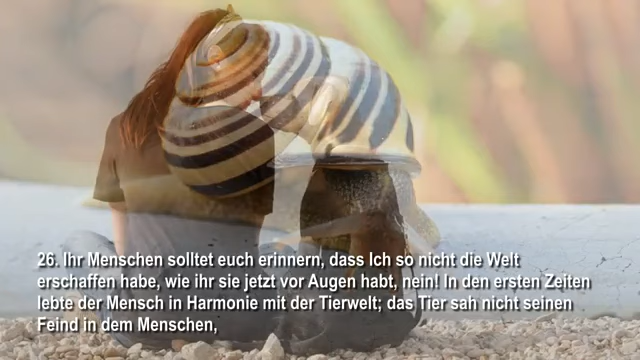 26. Ihr Menschen solltet euch erinnern, dass Ich so nicht die Welt
erschaffen habe, wie ihr sie jetzt vor Augen habt, nein! In den ersten Zeiten
lebte der Mensch in Harmonie mit der Tierwelt; das Tier sah nicht seinen
Feind in dem Menschen,